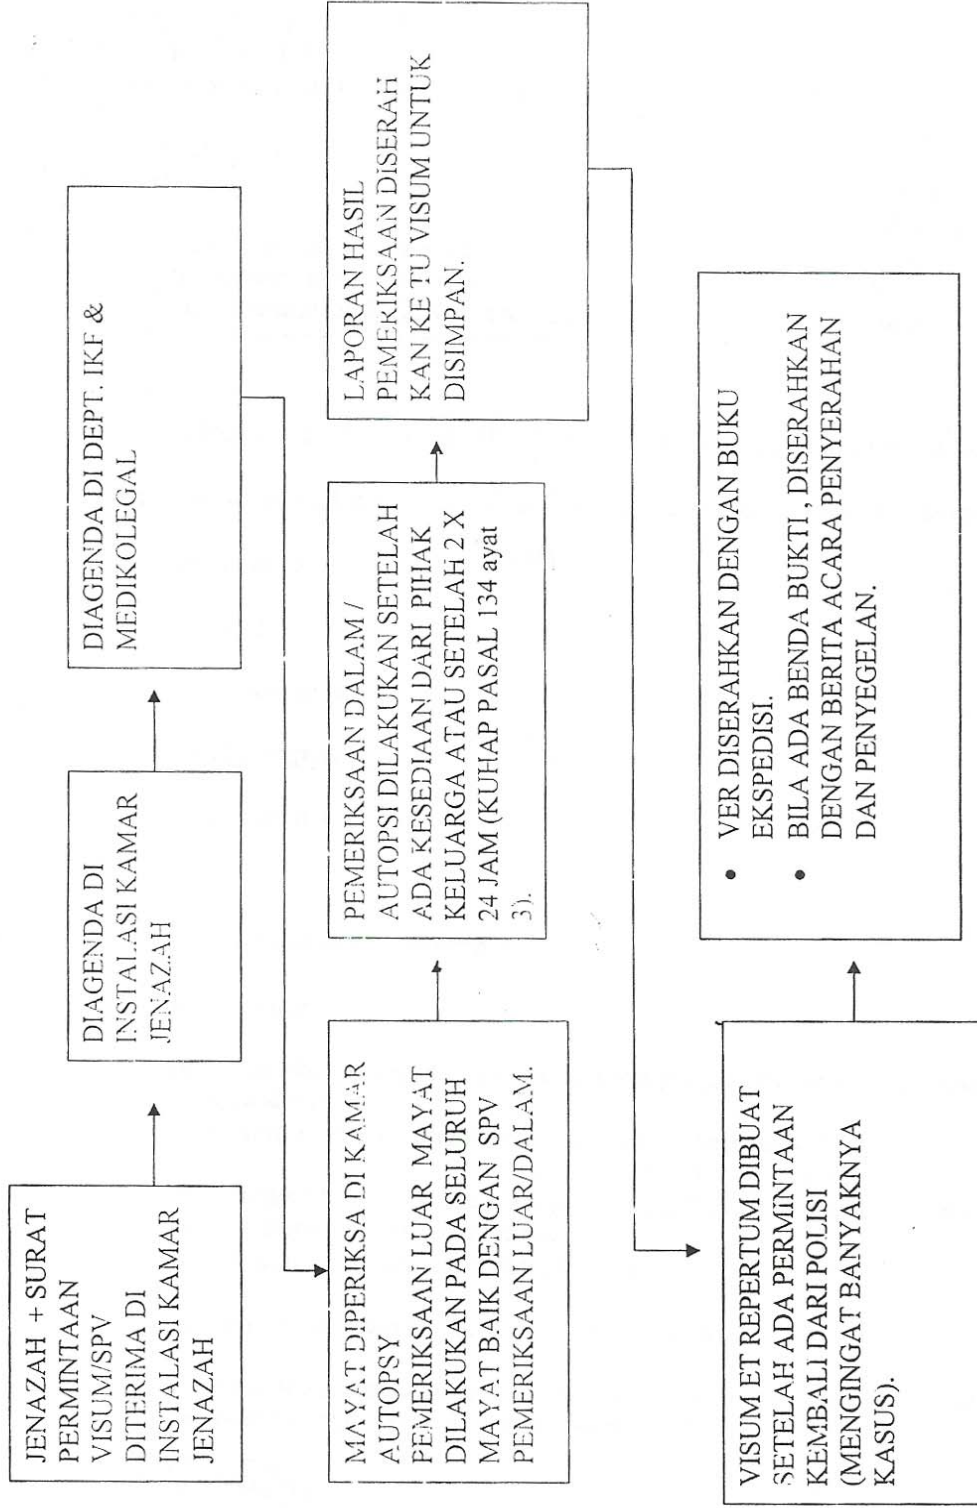 JENAZAH + SURAT
PERMINTAAN
VISUM/SPV
DITERIMA DI
INSTALASI KAMAR
JENAZAH
DIAGENDA DI
INSTALASI KAMAR
JENAZAH
DIAGENDA DI DEPT. IKF &
MEDIKOLEGAL
MAYAT DIPERIKSA DI KAMAR
AUTOPSY
PEMERIKSAAN LUAR MAYAT
DILAKUKAN PADA SELURUH
MAYAT BAIK DENGAN SPV
PEMERIKSAAN LUAR/DALAM.
PEMERIKSAAN DALAM /
AUTOPSI DILAKUKAN SETELAH
ADA KESEDIAAN DARI PIHAK
KELUARGA ATAU SETELAH 2 X
24 JAM (KUHAP PASAL 134 ayat
3).
LAPORAN HASIL
PEMERIKSAAN DISERAH
KAN KE TU VISUM UNTUK
DISIMPAN.
VISUM ET REPERTUM DIBUAT
SETELAH ADA PERMINTAAN
KEMBALI DARI POLISI
(MENGINGAT BANYAKNYA
KASUS).
• VER DISERAHKAN DENGAN BUKU
EKSPEDISI.
• BILA ADA BENDA BUKTI , DISERAHKAN
DENGAN BERITA ACARA PENYERAHAN
DAN PENYEGELAN.